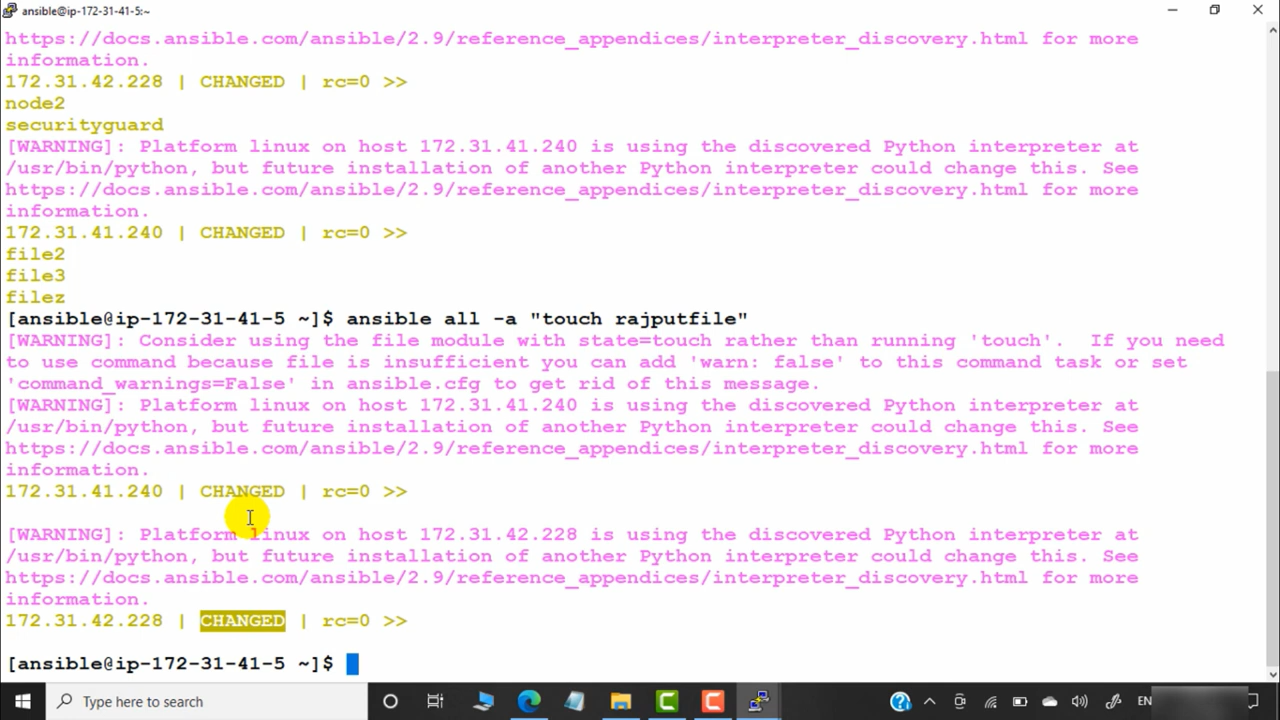 ansible@ip-172-31-41-5:~
https://docs.ansible.com/ansible/2.9/reference_appendices/interpreter_discovery.html for more
information.
172.31.42.228 | CHANGED | rc=0 >>
node2
securityguard
[WARNING]: Platform linux on host 172.31.41.240 is using the discovered Python interpreter at
/usr/bin/python, but future installation of another Python interpreter could change this. See
https://docs.ansible.com/ansible/2.9/reference_appendices/interpreter_discovery.html for more
information.
172.31.41.240 | CHANGED | rc=0 >>
file2
file3
filez
[ansible@ip-172-31-41-5 ~]$ ansible all -a "touch rajputfile"
[WARNING]: Consider using the file module with state=touch rather than running 'touch'.  If you need
to use command because file is insufficient you can add 'warn: false' to this command task or set
'command_warnings=False' in ansible.cfg to get rid of this message.
[WARNING]: Platform linux on host 172.31.41.240 is using the discovered Python interpreter at
/usr/bin/python, but future installation of another Python interpreter could change this. See
https://docs.ansible.com/ansible/2.9/reference_appendices/interpreter_discovery.html for more
information.
172.31.41.240 | CHANGED | rc=0 >>
[WARNING]: Platform linux on host 172.31.42.228 is using the discovered Python interpreter at
/usr/bin/python, but future installation of another Python interpreter could change this. See
https://docs.ansible.com/ansible/2.9/reference_appendices/interpreter_discovery.html for more
information.
172.31.42.228 | CHANGED | rc=0 >>
[ansible@ip-172-31-41-5 ~]$
Type here to search
EN